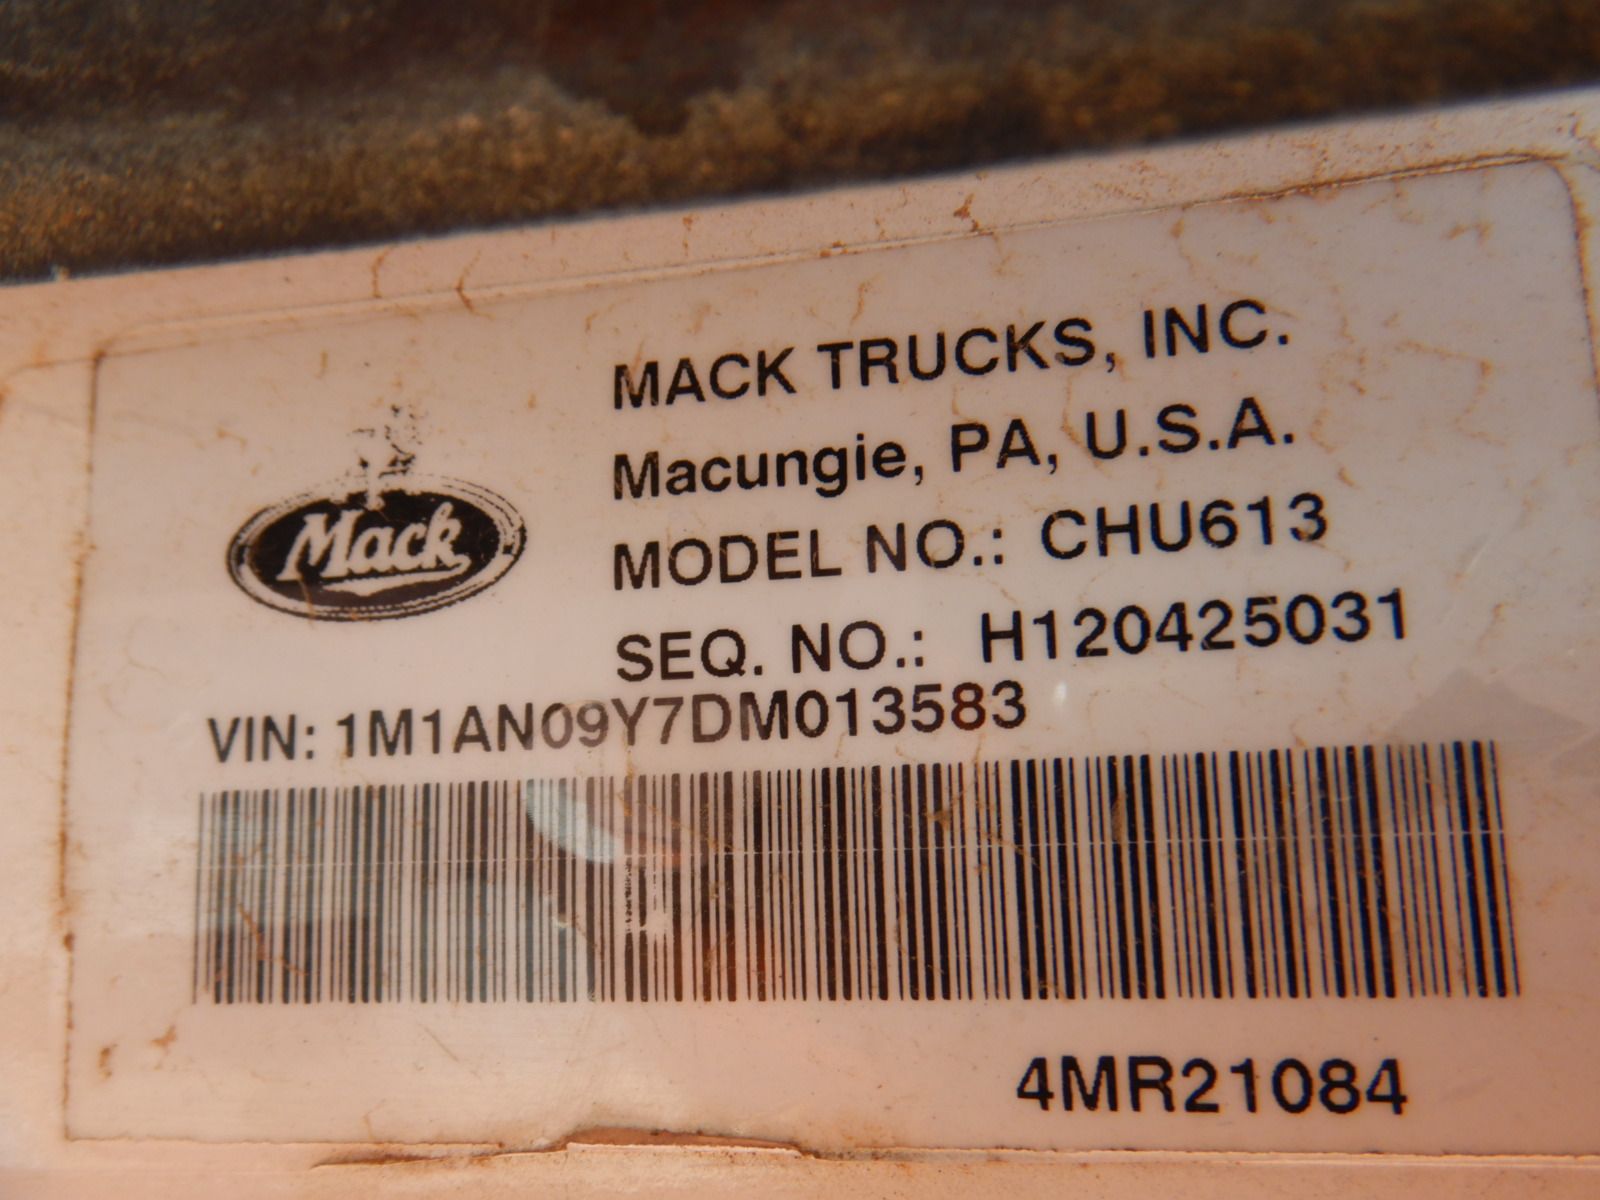 MACK TRUCKS, INC.
Macungie, PA, U.S.A.
Mack
MODEL NO.: CHU613
SEQ. NO.: H120425031
VIN: 1M1AN09Y7DM013583
4MR21084